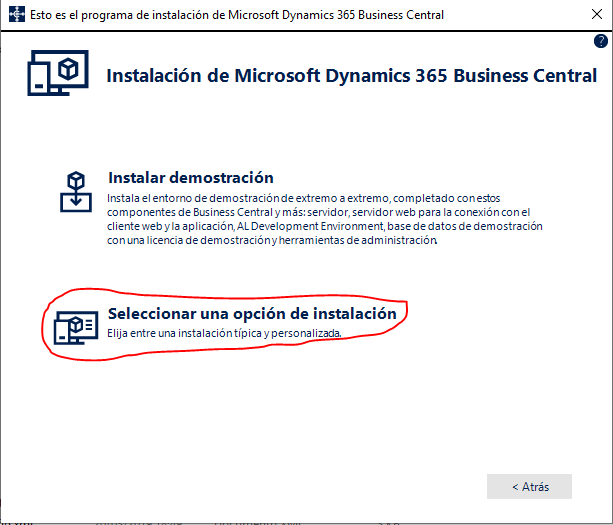 Esto es el programa de instalación de Microsoft Dynamics 365 Business Central
?
Instalación de Microsoft Dynamics 365 Business Central
Instalar demostración
Instala el entorno de demostración de extremo a extremo, completado con estos
componentes de Business Central y más: servidor, servidor web para la conexión con el
cliente web y la aplicación, AL Development Environment, base de datos de demostración
con una licencia de demostración y herramientas de administración.
Seleccionar una opción de instalación
Elija entre una instalación típica y personalizada.
< Atrás